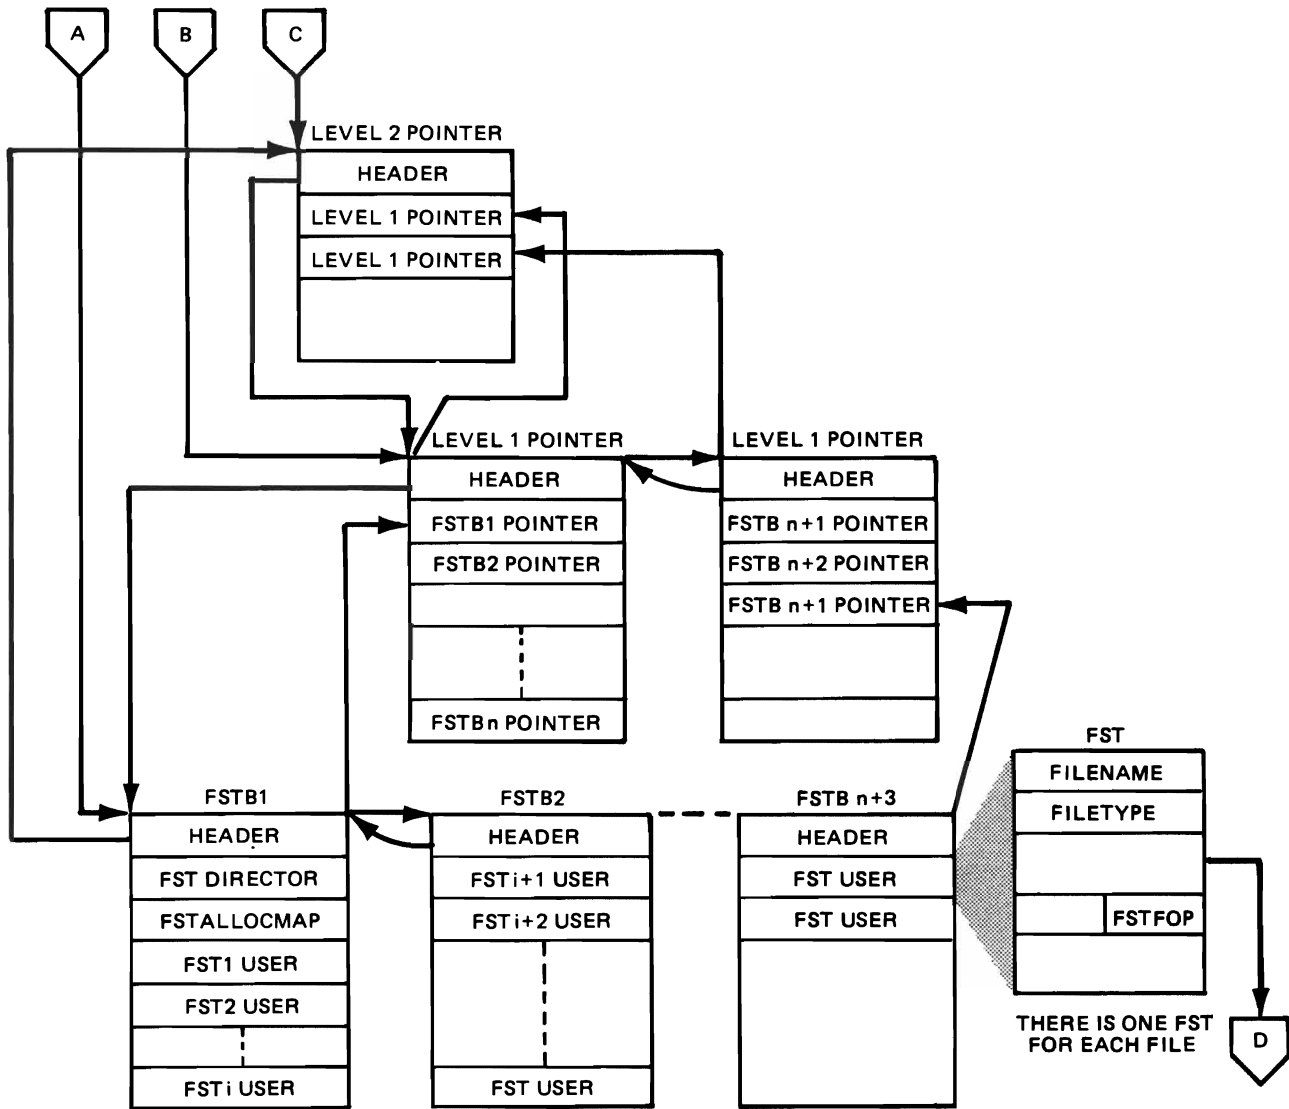 A B C
LEVEL 2 POINTER
HEADER
LEVEL 1 POINTER
LEVEL 1 POINTER
LEVEL 1 POINTER
HEADER
FSTB1 POINTER
FSTB2 POINTER
FSTBn POINTER
LEVEL 1 POINTER
HEADER
FSTB n+1 POINTER
FSTB n+2 POINTER
FSTB n+1 POINTER
FSTB1
HEADER
FST DIRECTOR
FSTALLOCMAP
FST1 USER
FST2 USER
FSTi USER
FSTB2
HEADER
FSTi+1 USER
FSTi+2 USER
FST USER
FSTB n+3
HEADER
FST USER
FST USER
FST
FILENAME
FILETYPE
FSTFOP
THERE IS ONE FST
FOR EACH FILE
D